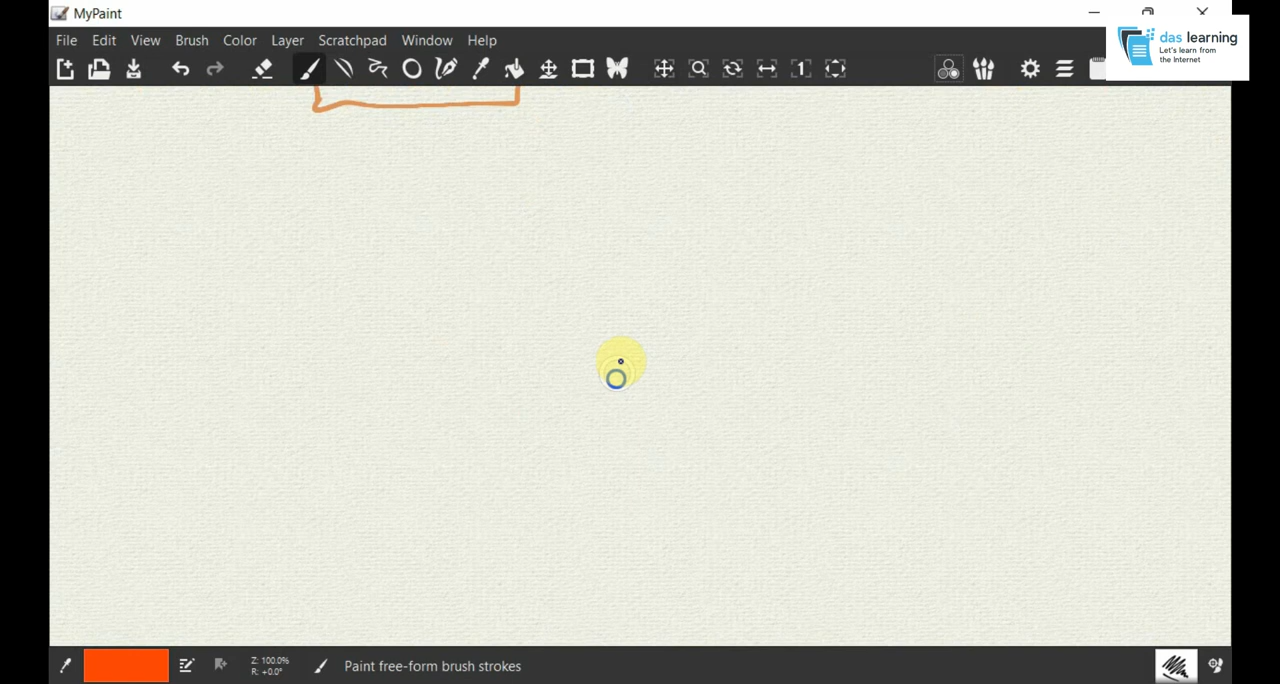 MyPaint
File Edit View Brush Color Layer Scratchpad Window Help
das learning
Let's learn from
the Internet
1
Z: 100.0%
R: +0.0°
Paint free-form brush strokes